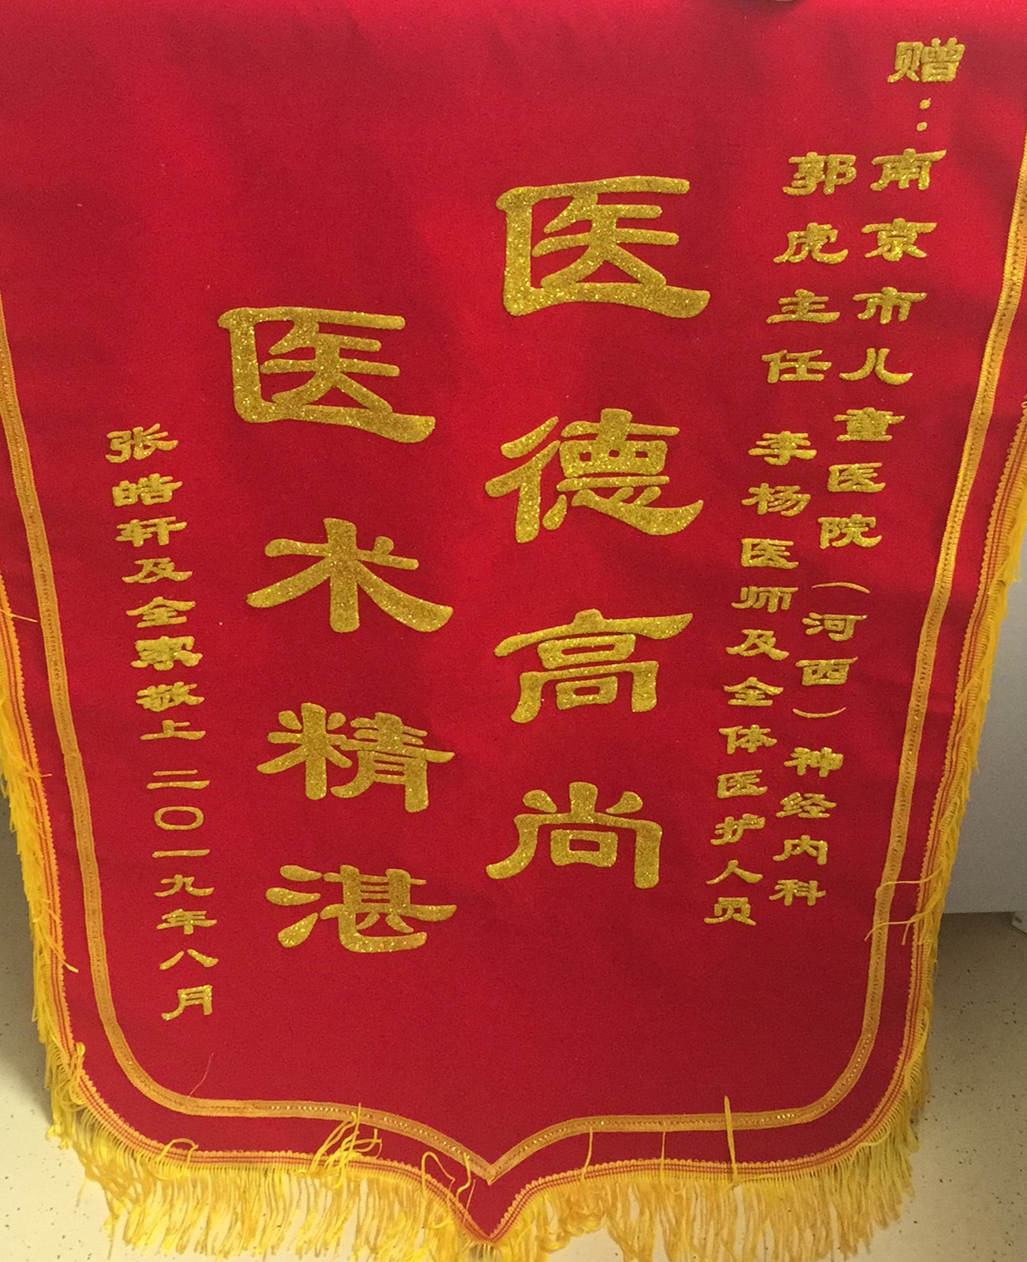 赠：南京市儿童医院（河西）神经内科
郭虎主任 李杨医师及全体医护人员
医德高尚
医术精湛
张皓轩及全家敬上 二〇一九年八月